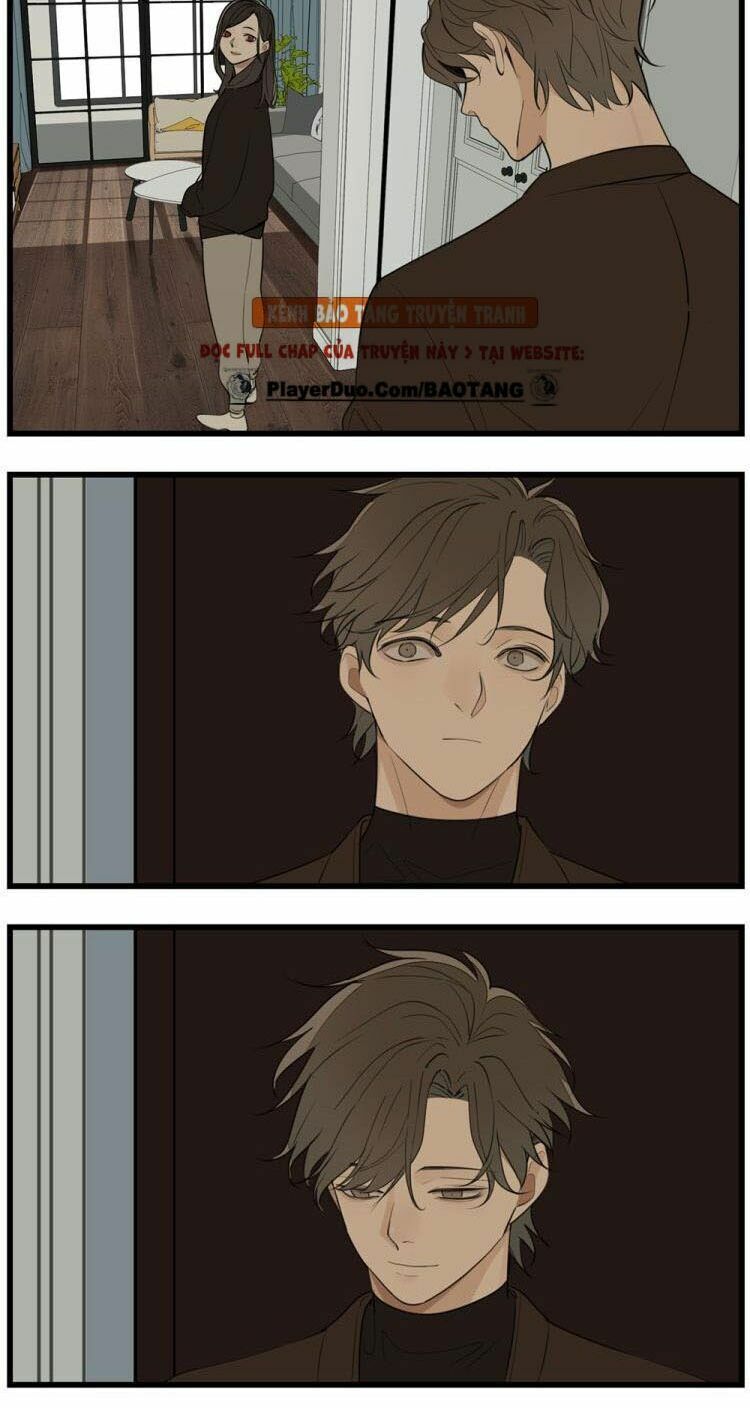 KÊNH BẢO TÀNG TRUYỆN TRANH
ĐỌC FULL CHAP CỦA TRUYỆN NÀY > TẠI WEBSITE:
PlayerDuo.Com/BAOTANG